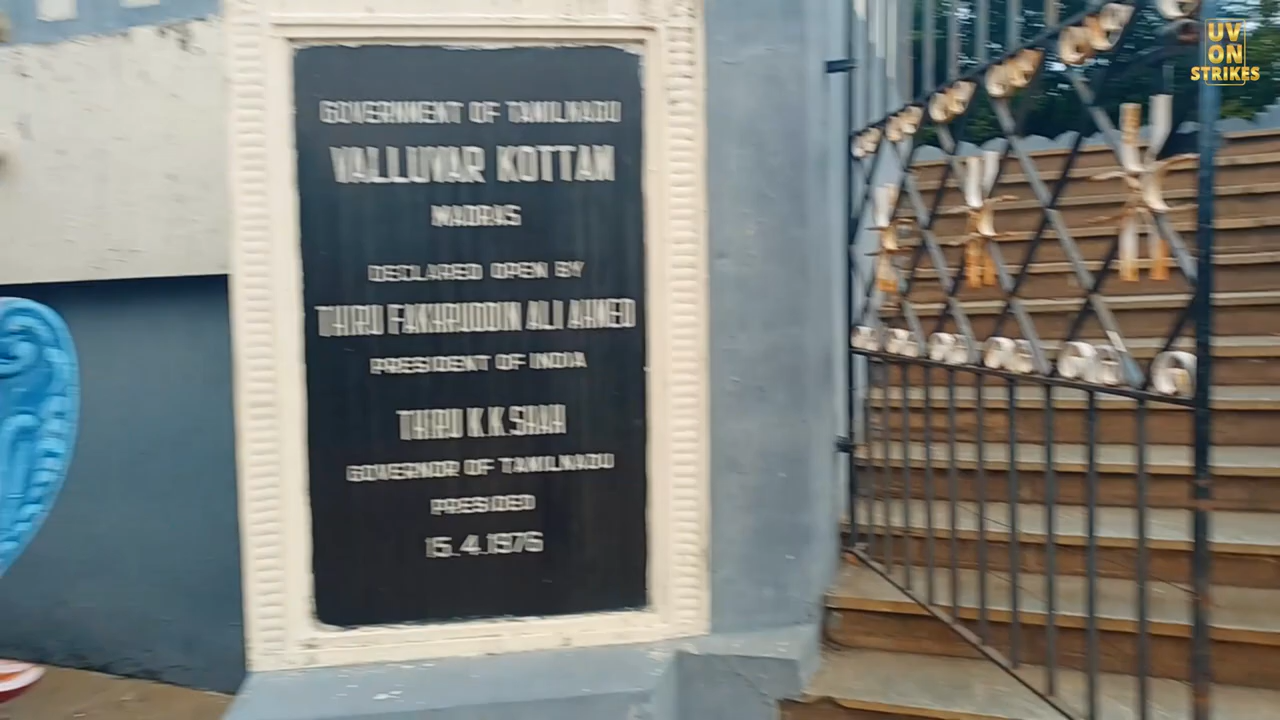 GOVERNMENT OF TAMILNADU
VALLUVAR KOTTAM
MADRAS
DECLARED OPEN BY
THIRU FAKHRUDDIN ALI AHMED
PRESIDENT OF INDIA
THIRU K.K.SHAH
GOVERNOR OF TAMILNADU
PRESIDED
15.4.1976
UV
ON
STRIKES